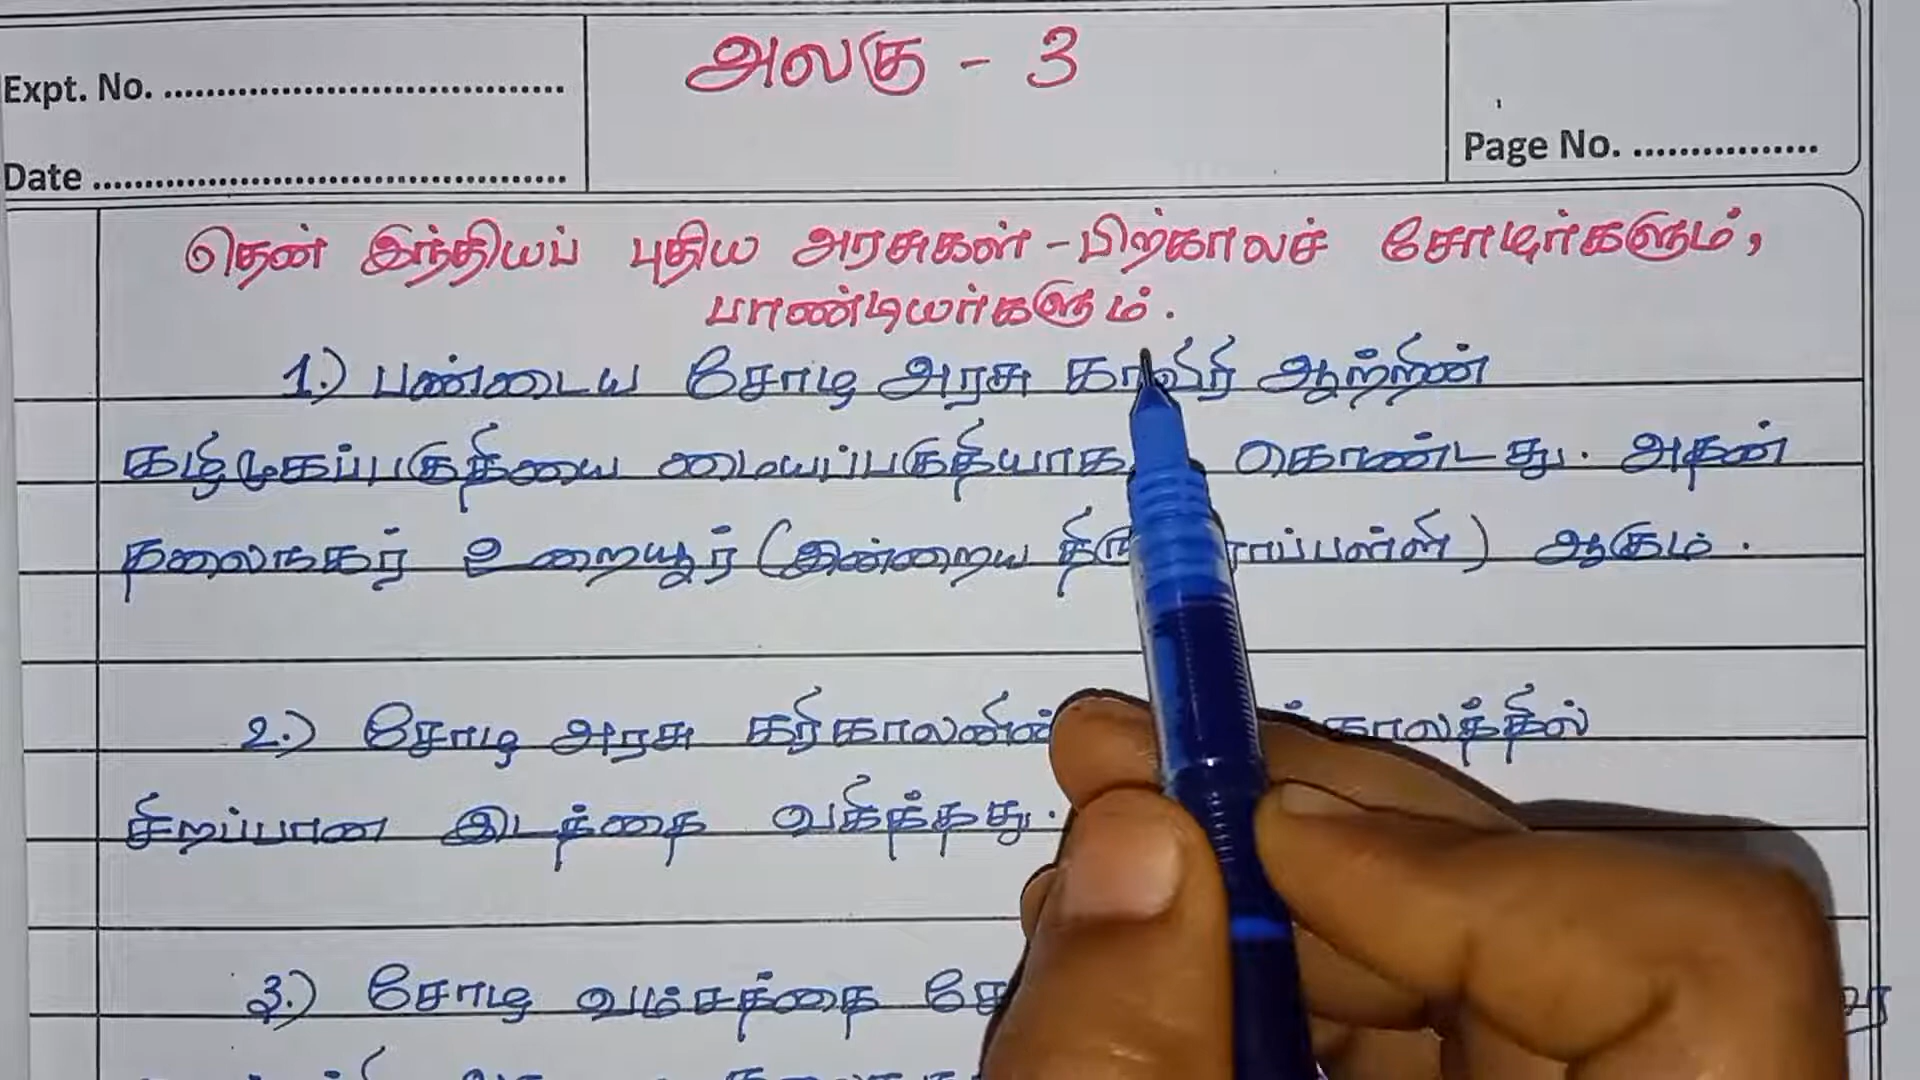 அலகு - 3
Expt. No.
Date
Page No.
தென் இந்தியப் புதிய அரசுகள் - பிற்காலச் சோழர்களும்,
பாண்டியர்களும்.
1.) பண்டைய சோழ அரசு காவிரி ஆற்றின்
கழிமுகப்பகுதியை மையப்பகுதியாக கொண்டது. அதன்
தலைநகர் உறையூர் (இன்றைய ராப்பள்ளி) ஆகும்.
2.) சோழ அரசு கரிகாலனின் காலத்தில்
சிறப்பான இடத்தை வகித்தது.
3.) சோழ வம்சத்தை